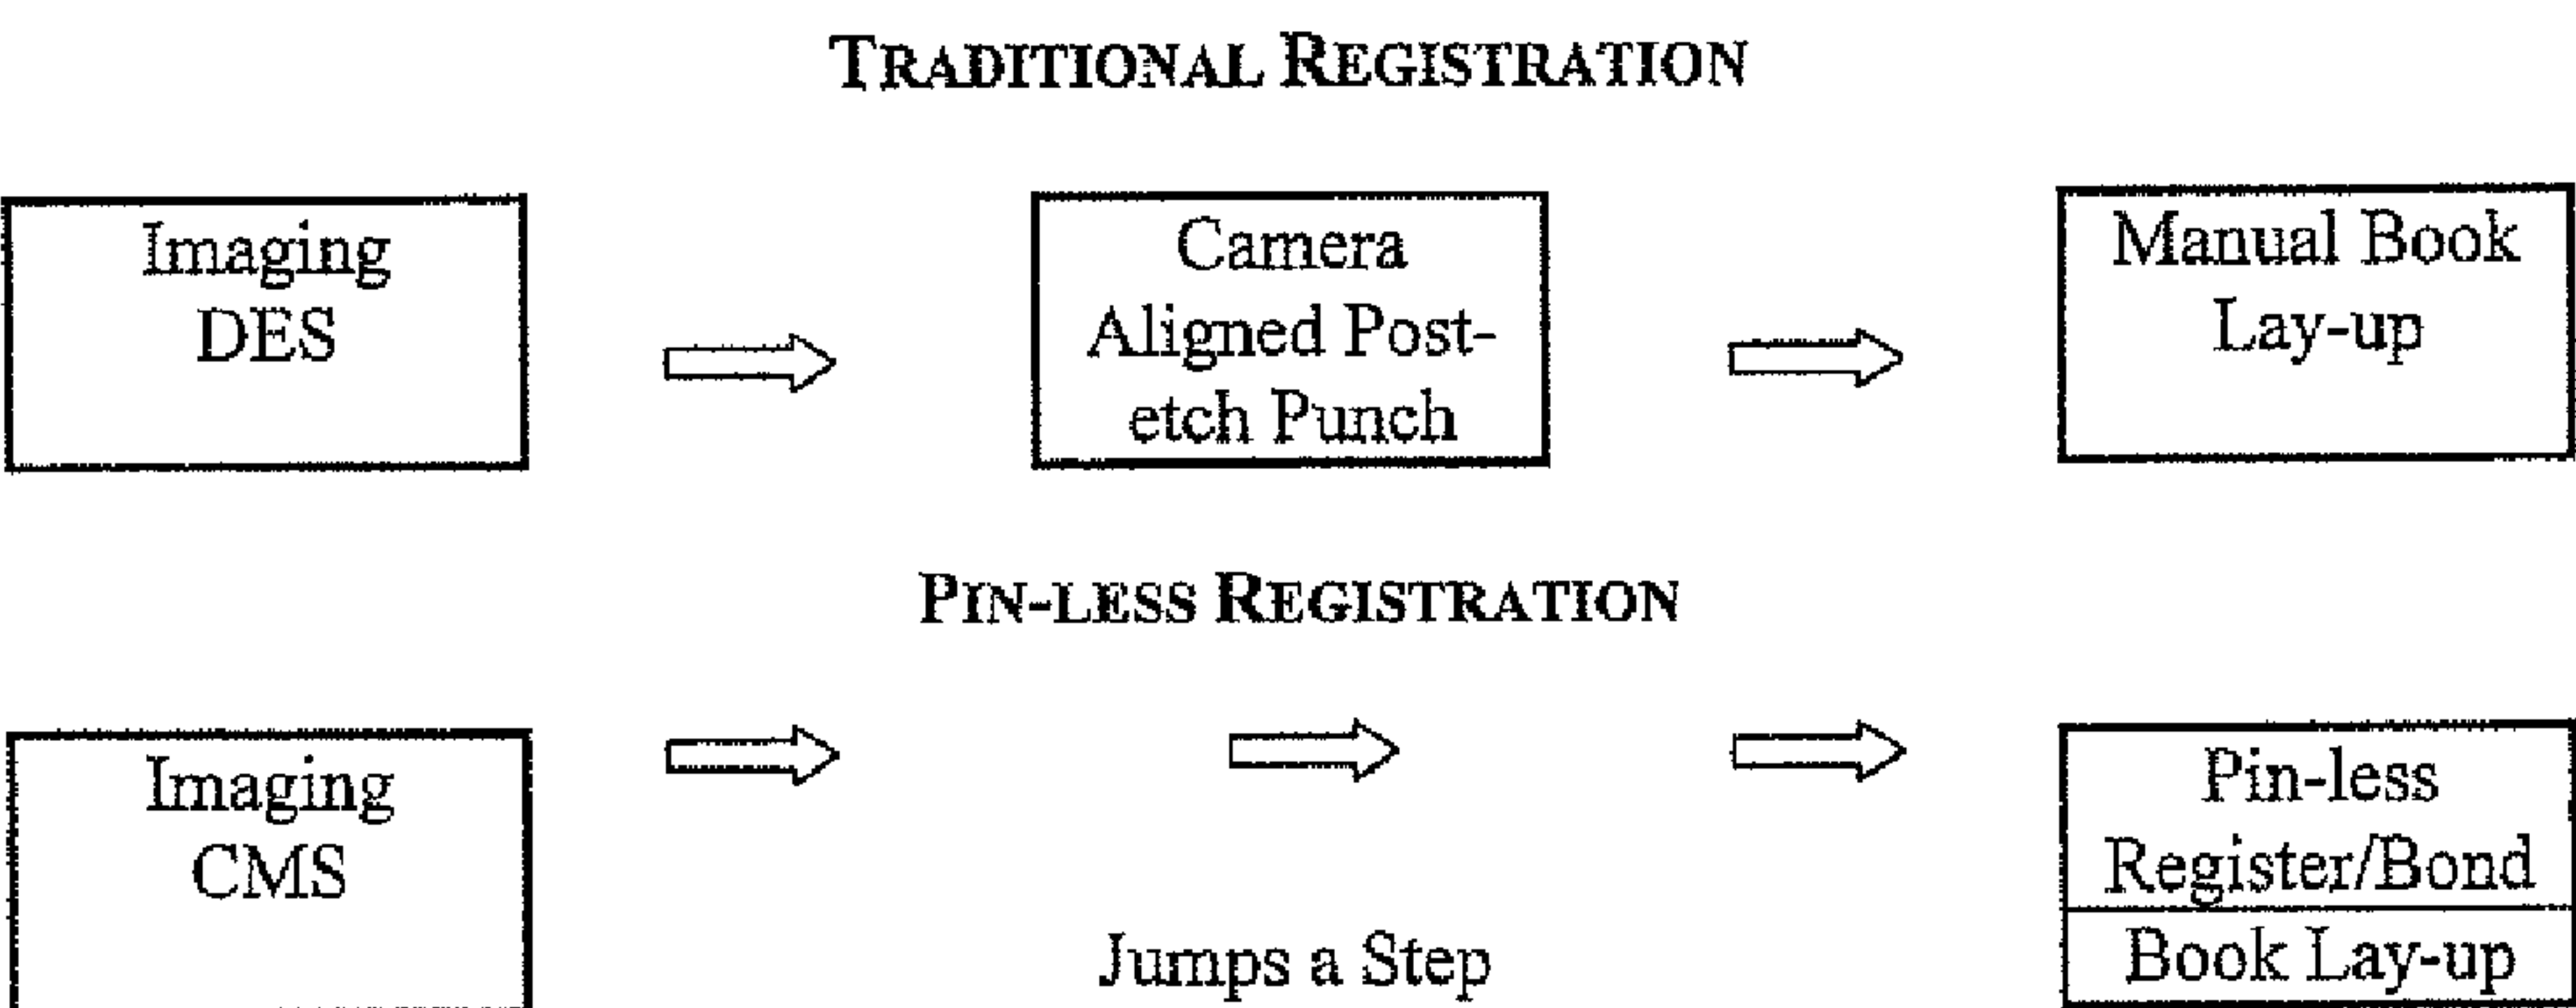 TRADITIONAL REGISTRATION
Imaging
DES
Camera
Aligned Post-
etch Punch
Manual Book
Lay-up
PIN-LESS REGISTRATION
Imaging
CMS
Jumps a Step
Pin-less
Register/Bond
Book Lay-up